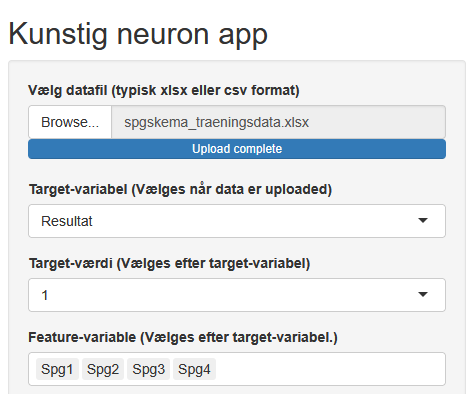 Kunstig neuron app
Vælg datafil (typisk xlsx eller csv format)
Browse... spgskema_traeningsdata.xlsx
Upload complete
Target-variabel (Vælges når data er uploaded)
Resultat
Target-værdi (Vælges efter target-variabel)
1
Feature-variable (Vælges efter target-variabel.)
Spg1 Spg2 Spg3 Spg4